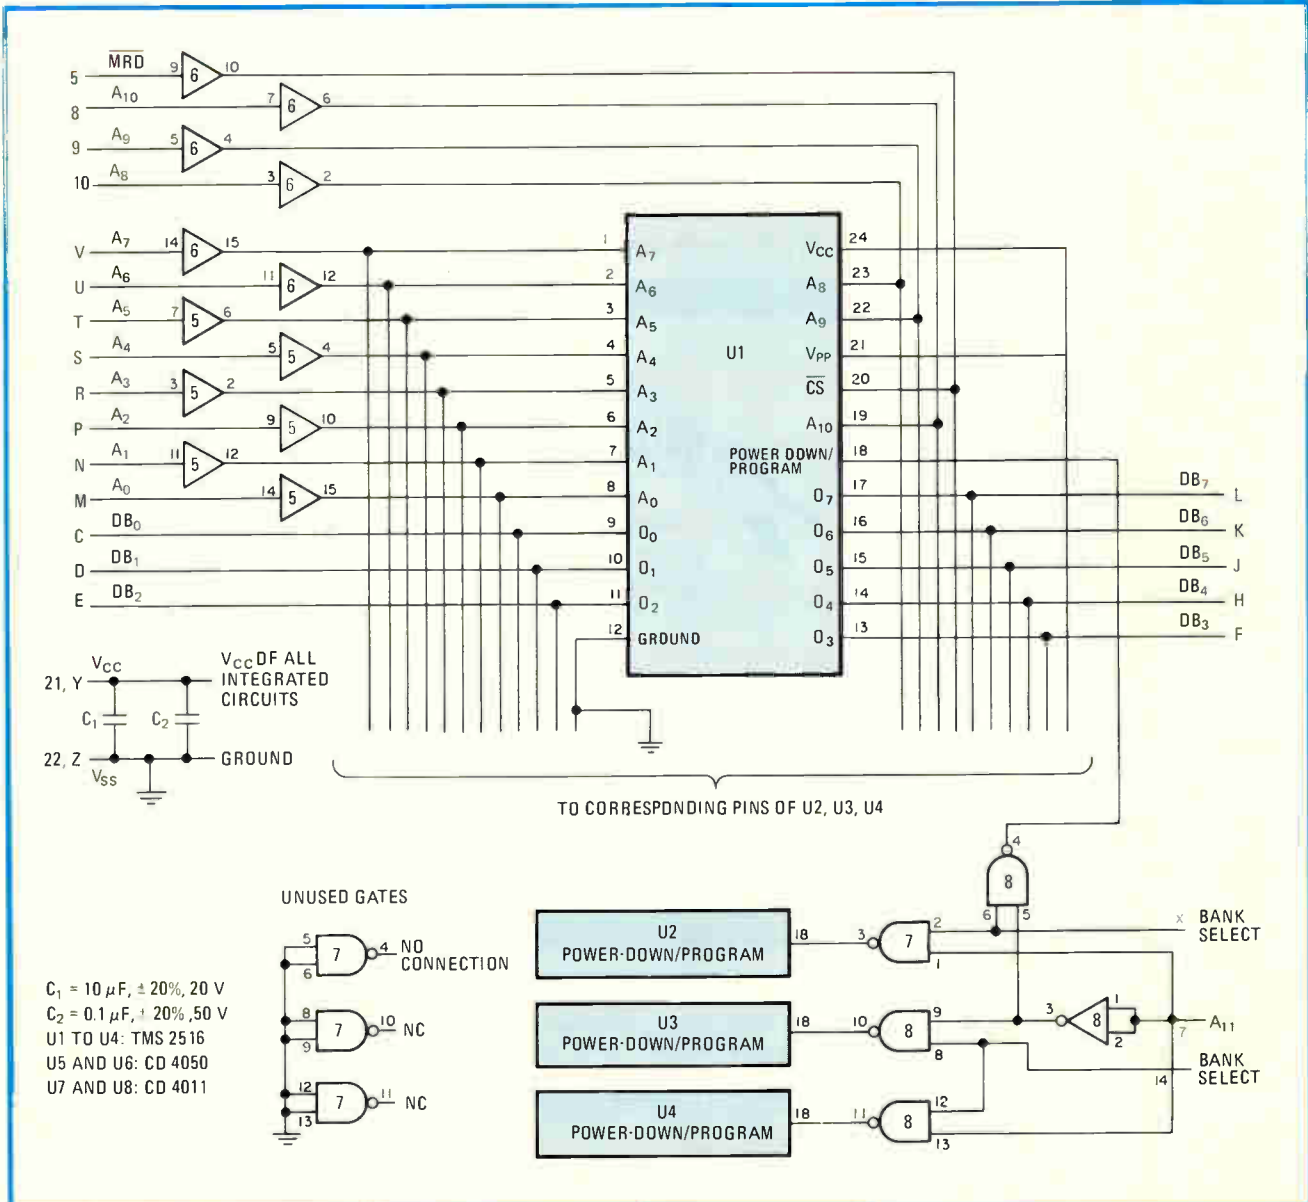 5 MRD 9 6 10
8 A10 7 6 6
9 A9 5 6 4
10 A8 3 6 2
V A7 14 6 15 1 A7 VCC 24
U A6 11 6 12 2 A6 A8 23
T A5 7 5 6 3 A5 A9 22
S A4 5 5 4 4 A4 U1 VPP 21
R A3 3 5 2 5 A3 CS 20
P A2 9 5 10 6 A2 A10 19
N A1 11 5 12 7 A1 POWER DOWN/ 18
PROGRAM
M A0 14 5 15 8 A0 O7 17 DB7 L
C DB0 9 O0 O6 16 DB6 K
D DB1 10 O1 O5 15 DB5 J
E DB2 11 O2 O4 14 DB4 H
12 GROUND O3 13 DB3 F
21, Y VCC VCC DF ALL
INTEGRATED
CIRCUITS
C1 C2
22, Z VSS GROUND
TO CORRESPDNDING PINS OF U2, U3, U4
4
8
6 5
UNUSED GATES
5 6 7 4 NO
CONNECTION
8 9 7 10 NC
12 13 7 11 NC
C1 = 10 μF, ± 20%, 20 V
C2 = 0.1 μF, ± 20%, 50 V
U1 TO U4: TMS 2516
U5 AND U6: CD 4050
U7 AND U8: CD 4011
U2
POWER-DOWN/PROGRAM
18 3 7 2 1
X BANK
SELECT
U3
POWER-DOWN/PROGRAM
18 10 8 9 8
3 8 1 2
7 A11
14 BANK
SELECT
U4
POWER-DOWN/PROGRAM
18 11 8 12 13